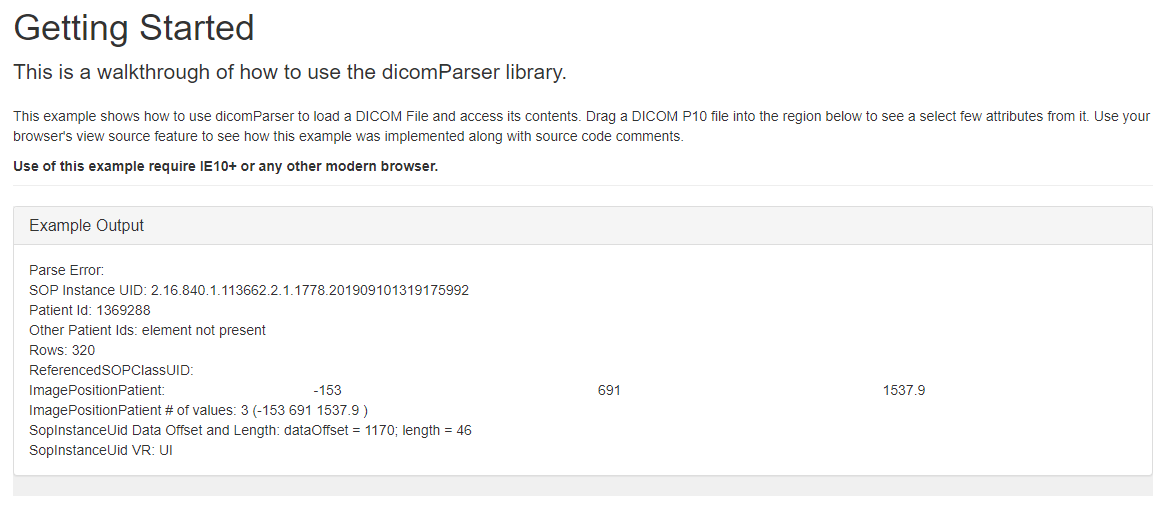 Getting Started
This is a walkthrough of how to use the dicomParser library.
This example shows how to use dicomParser to load a DICOM File and access its contents. Drag a DICOM P10 file into the region below to see a select few attributes from it. Use your
browser's view source feature to see how this example was implemented along with source code comments.
Use of this example require IE10+ or any other modern browser.
Example Output
Parse Error:
SOP Instance UID: 2.16.840.1.113662.2.1.1778.201909101319175992
Patient Id: 1369288
Other Patient Ids: element not present
Rows: 320
ReferencedSOPClassUID:
ImagePositionPatient: -153 691 1537.9
ImagePositionPatient # of values: 3 (-153 691 1537.9 )
SopInstanceUid Data Offset and Length: dataOffset = 1170; length = 46
SopInstanceUid VR: UI